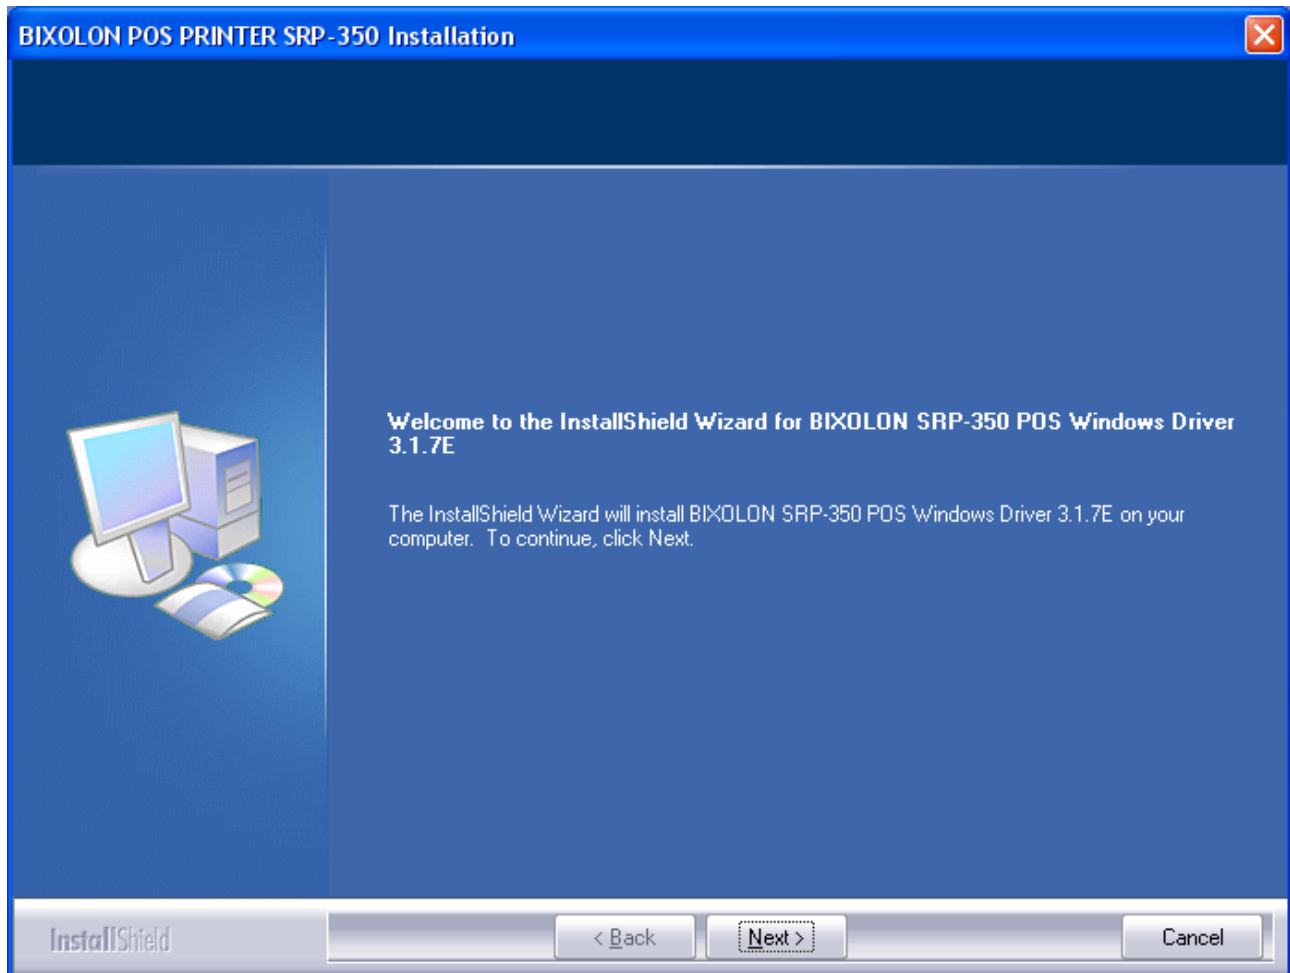 BIXOLON POS PRINTER SRP-350 Installation
Welcome to the InstallShield Wizard for BIXOLON SRP-350 POS Windows Driver
3.1.7E
The InstallShield Wizard will install BIXOLON SRP-350 POS Windows Driver 3.1.7E on your
computer.  To continue, click Next.
InstallShield
< Back
Next >
Cancel